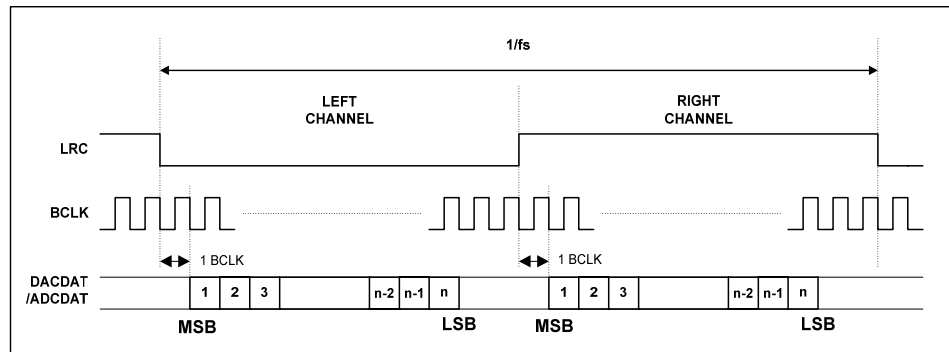 1/fs
LEFT
CHANNEL
RIGHT
CHANNEL
LRC
BCLK
1 BCLK
1 BCLK
DACDAT
/ADCDAT
1 2 3 n-2 n-1 n 1 2 3 n-2 n-1 n
MSB LSB MSB LSB